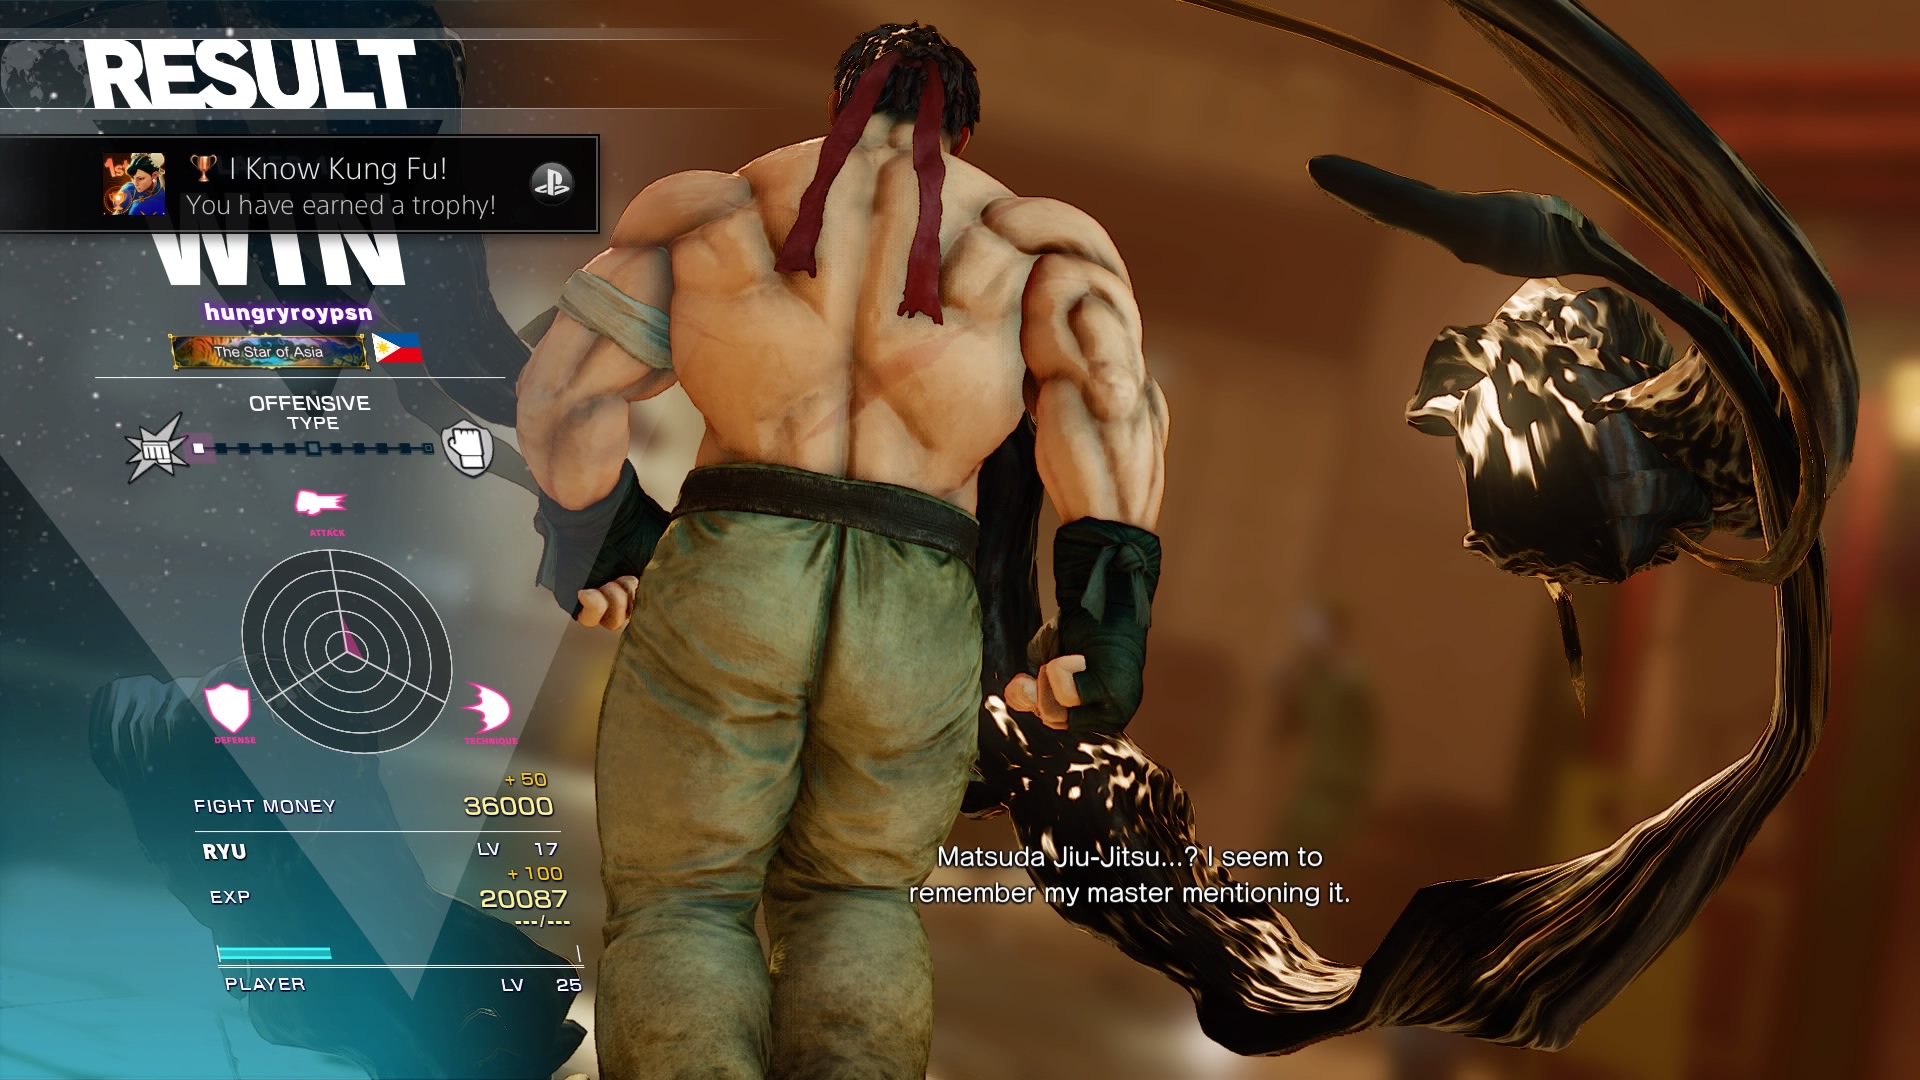 RESULT
I Know Kung Fu!
You have earned a trophy!
WIN
hungryroypsn
The Star of Asia
OFFENSIVE
TYPE
ATTACK
DEFENSE
TECHNIQUE
+ 50
FIGHT MONEY 36000
RYU LV 17
+ 100
EXP 20087
---/---
PLAYER LV 25
Matsuda Jiu-Jitsu...? I seem to
remember my master mentioning it.